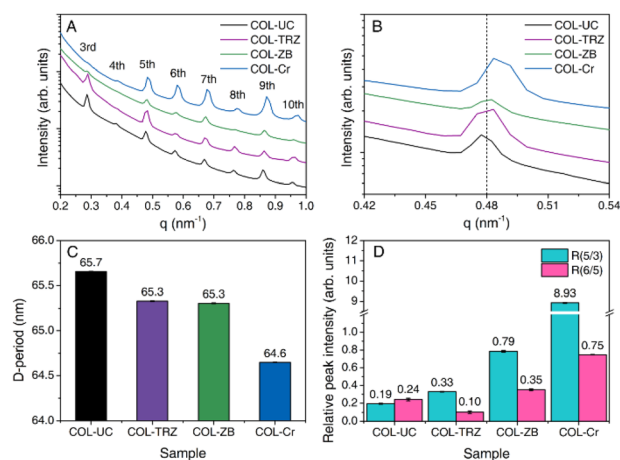 A
COL-UC
COL-TRZ
COL-ZB
COL-Cr
3rd
4th
5th
6th
7th
8th
9th
10th
Intensity (arb. units)
0.2 0.3 0.4 0.5 0.6 0.7 0.8 0.9 1.0
q (nm⁻¹)
B
COL-UC
COL-TRZ
COL-ZB
COL-Cr
Intensity (arb. units)
0.42 0.45 0.48 0.51 0.54
q (nm⁻¹)
C
D-period (nm)
66.0
65.5
65.0
64.5
64.0
65.7
65.3
65.3
64.6
COL-UC COL-TRZ COL-ZB COL-Cr
Sample
D
R(5/3)
R(6/5)
Relative peak intensity (arb. units)
12
11
10
9
1.0
0.8
0.6
0.4
0.2
0.0
0.19 0.24
0.33 0.10
0.79 0.35
8.93 0.75
COL-UC COL-TRZ COL-ZB COL-Cr
Sample